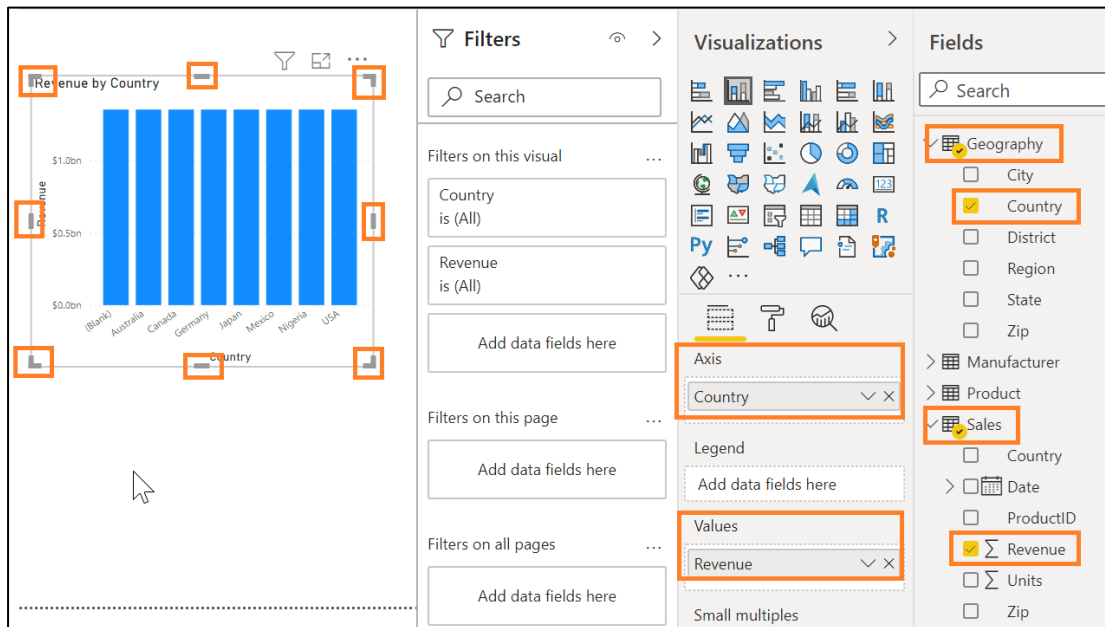 Revenue by Country
Revenue
$1.0bn
$0.5bn
$0.0bn
(Blank)
Australia
Canada
Germany
Japan
Mexico
Nigeria
USA
Country
Filters
Search
Filters on this visual
...
Country
is (All)
Revenue
is (All)
Add data fields here
Filters on this page
...
Add data fields here
Filters on all pages
...
Add data fields here
Visualizations
123
R
Py
...
Axis
Country
Legend
Add data fields here
Values
Revenue
Small multiples
Fields
Search
Geography
City
Country
District
Region
State
Zip
Manufacturer
Product
Sales
Country
Date
ProductID
Σ Revenue
Σ Units
Zip